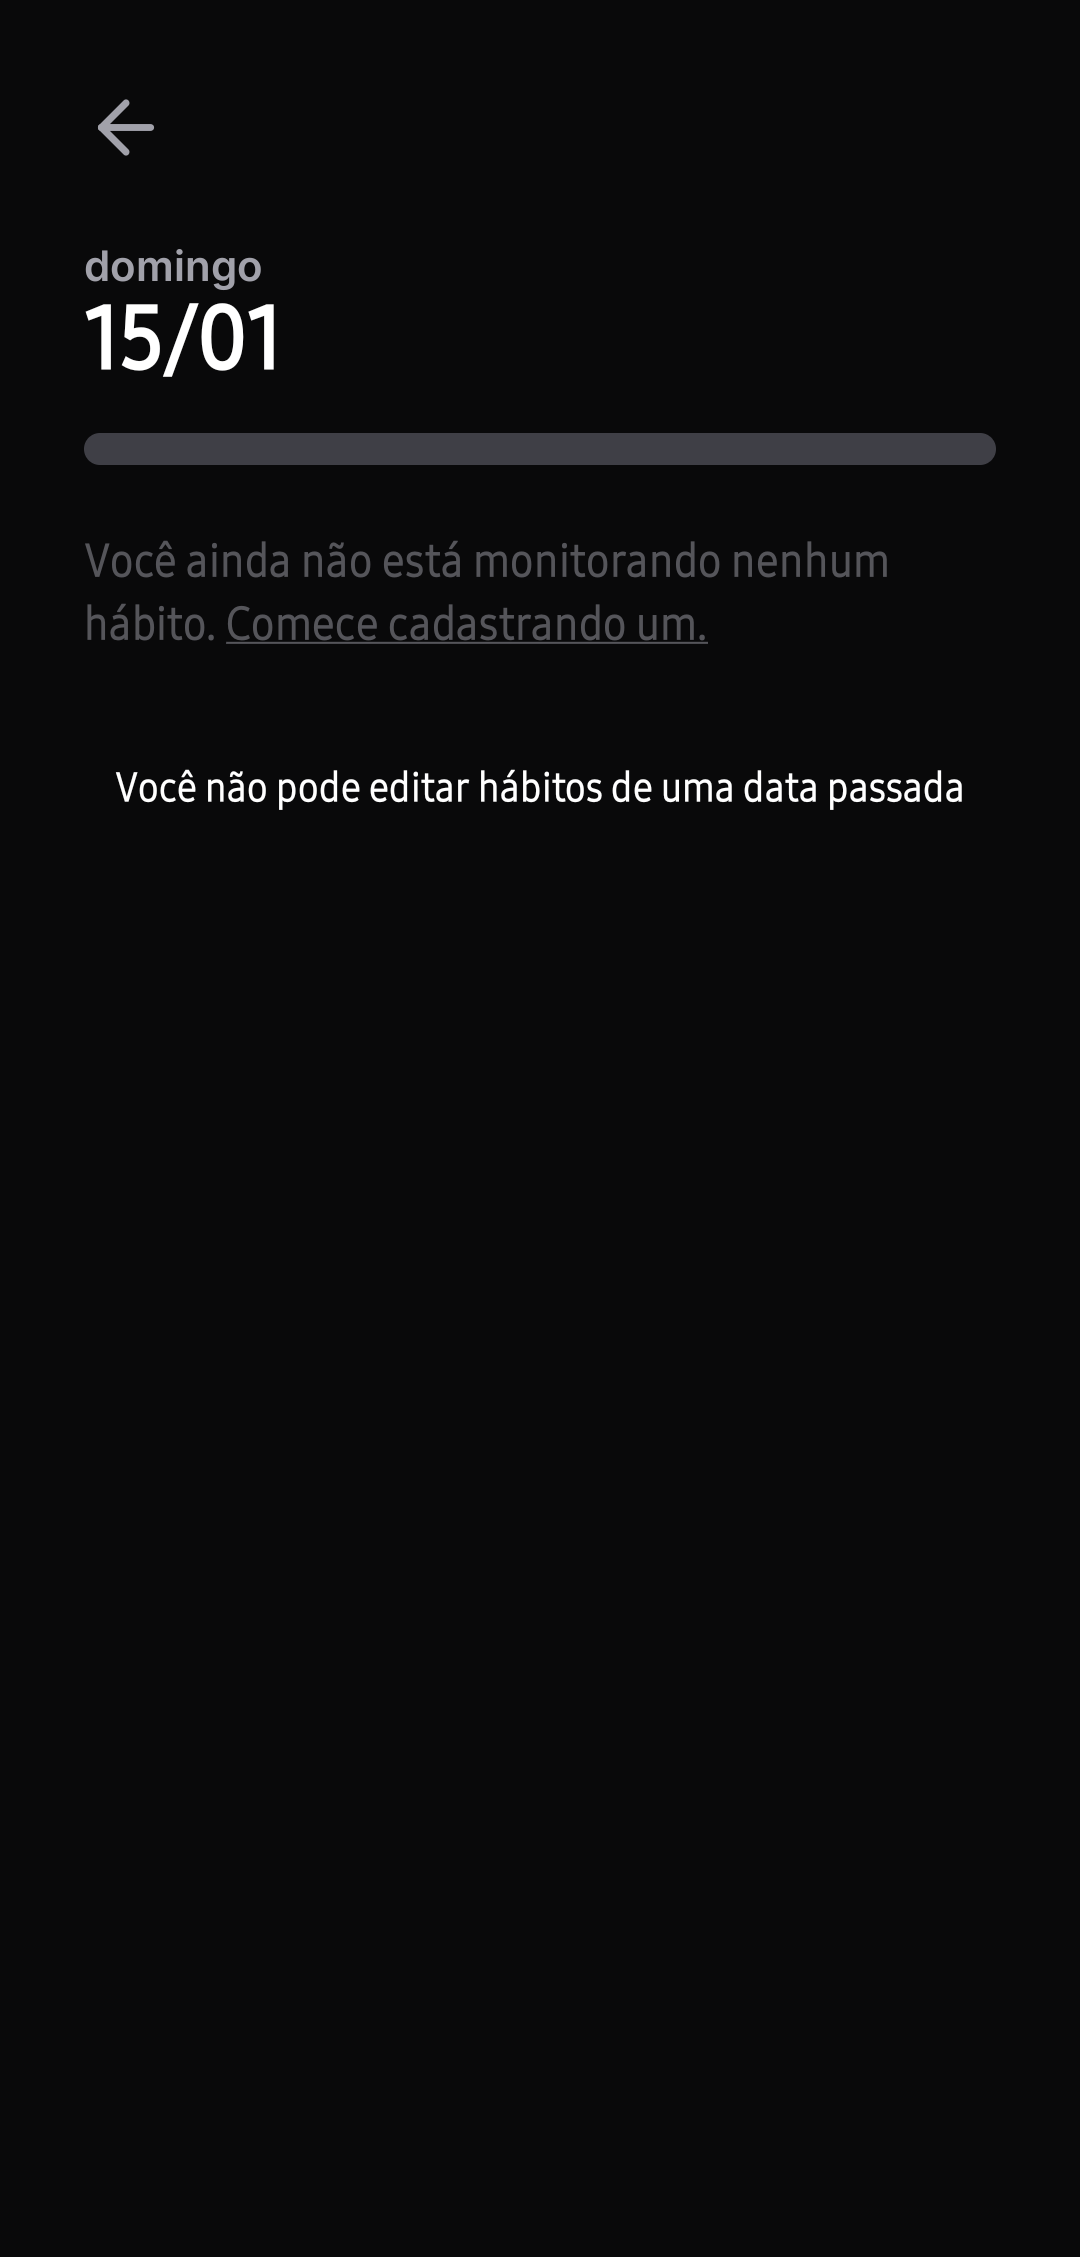 domingo
15/01
Você ainda não está monitorando nenhum
hábito. Comece cadastrando um.
Você não pode editar hábitos de uma data passada